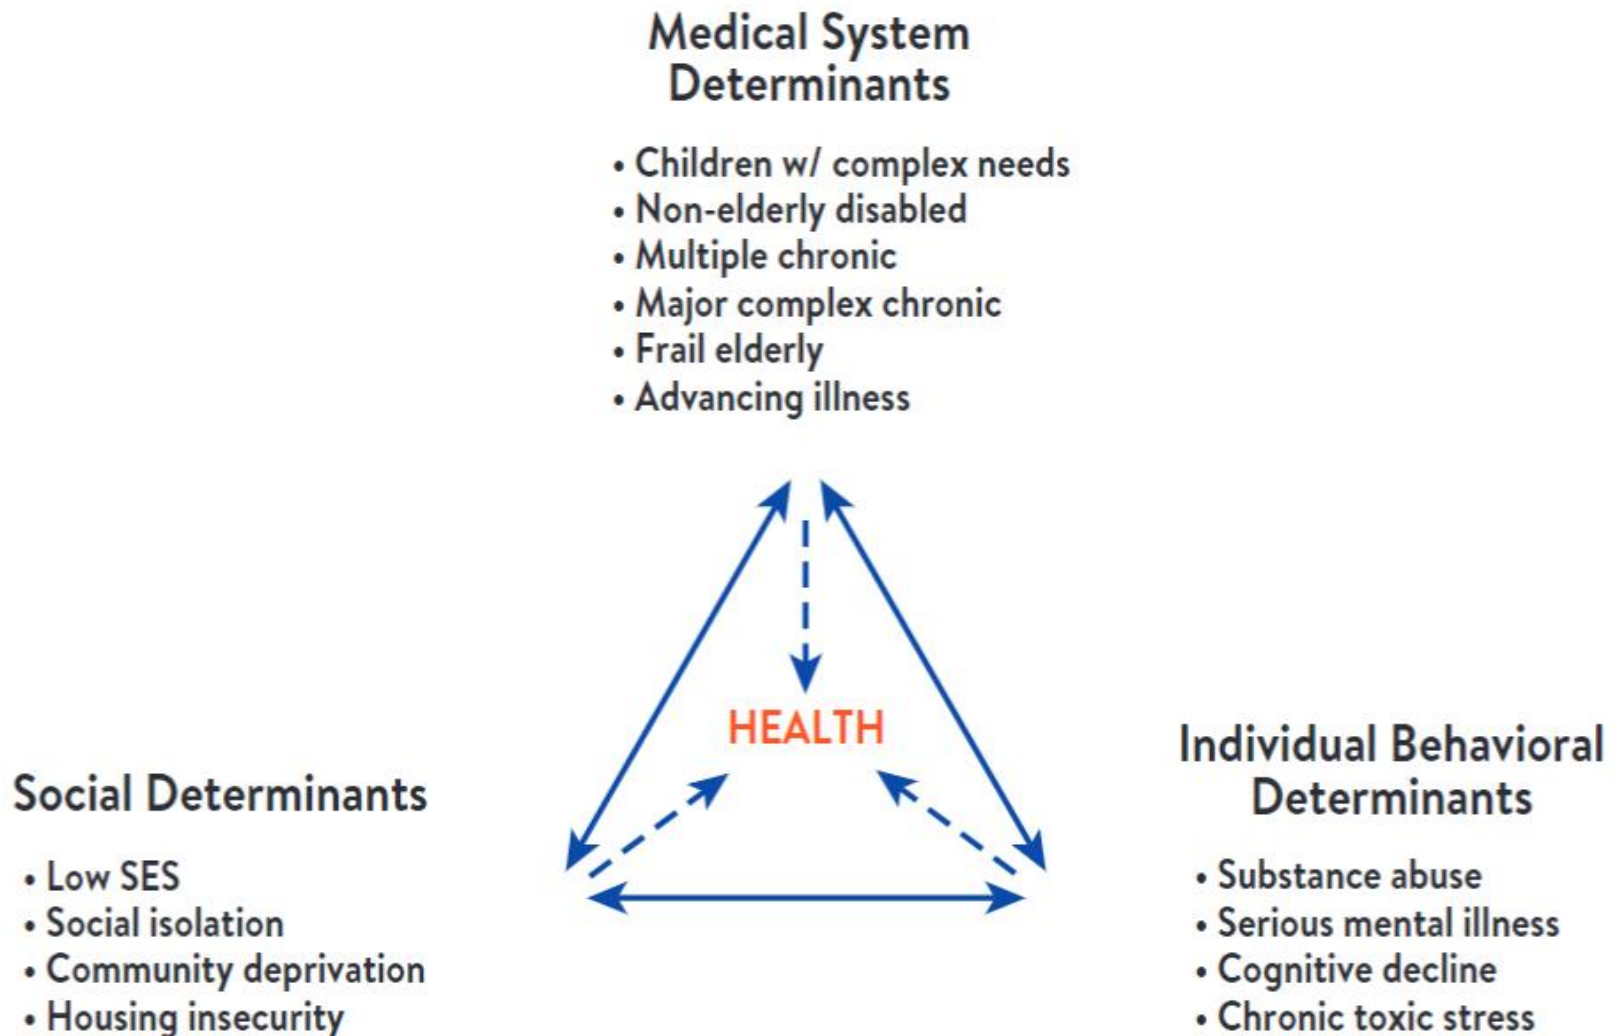 Medical System
Determinants
• Children w/ complex needs
• Non-elderly disabled
• Multiple chronic
• Major complex chronic
• Frail elderly
• Advancing illness
HEALTH
Social Determinants
• Low SES
• Social isolation
• Community deprivation
• Housing insecurity
Individual Behavioral
Determinants
• Substance abuse
• Serious mental illness
• Cognitive decline
• Chronic toxic stress